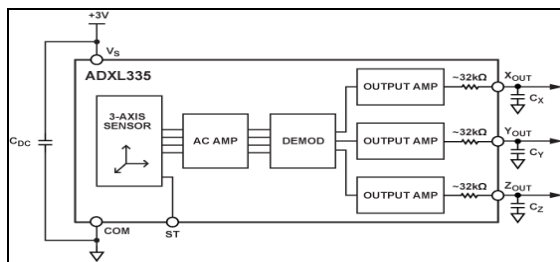 +3V
VS
ADXL335
CDC
3-AXIS
SENSOR
AC AMP
DEMOD
OUTPUT AMP
~32kΩ
XOUT
CX
OUTPUT AMP
~32kΩ
YOUT
CY
OUTPUT AMP
~32kΩ
ZOUT
CZ
COM
ST